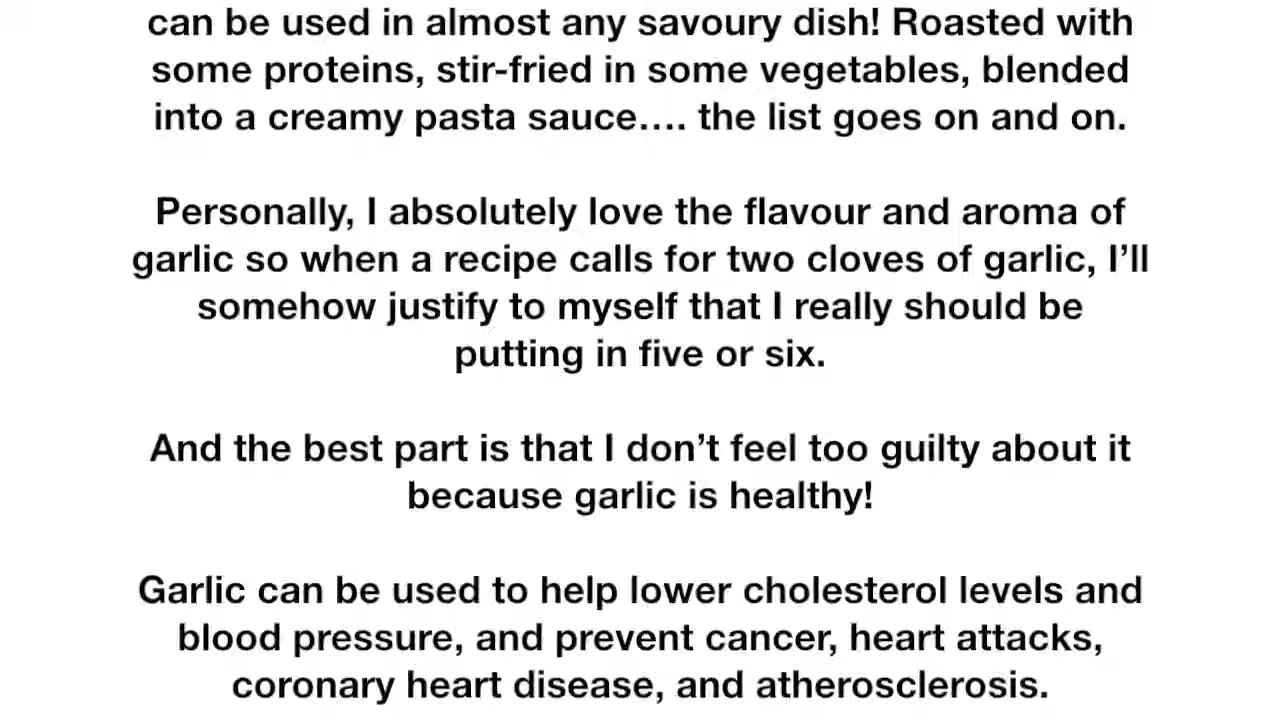 can be used in almost any savoury dish! Roasted with
some proteins, stir-fried in some vegetables, blended
into a creamy pasta sauce.... the list goes on and on.
Personally, I absolutely love the flavour and aroma of
garlic so when a recipe calls for two cloves of garlic, I’ll
somehow justify to myself that I really should be
putting in five or six.
And the best part is that I don’t feel too guilty about it
because garlic is healthy!
Garlic can be used to help lower cholesterol levels and
blood pressure, and prevent cancer, heart attacks,
coronary heart disease, and atherosclerosis.